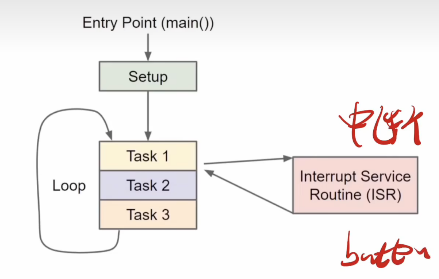 Entry Point (main())
Setup
Task 1
Loop
Task 2
Task 3
Interrupt Service
Routine (ISR)
button